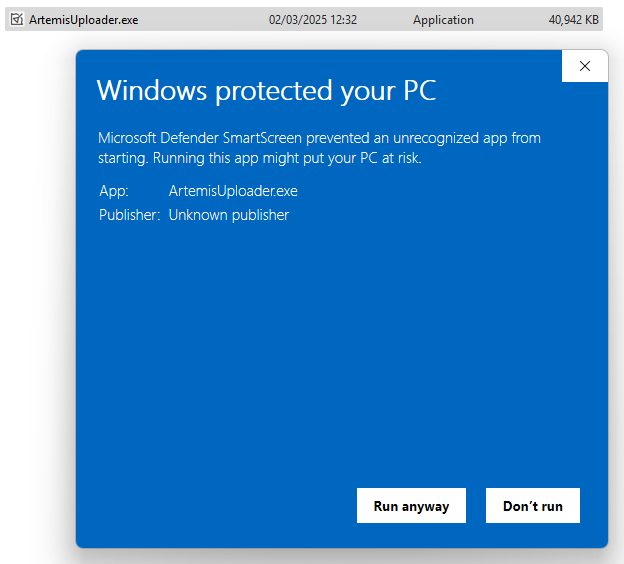 ArtemisUploader.exe 02/03/2025 12:32 Application 40,942 KB
Windows protected your PC
Microsoft Defender SmartScreen prevented an unrecognized app from
starting. Running this app might put your PC at risk.
App: ArtemisUploader.exe
Publisher: Unknown publisher
Run anyway Don’t run